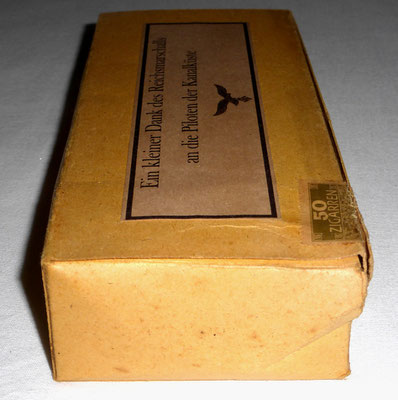 Ein kleiner Dank des Reichsmarschalls
an die Piloten der Kanalküste
50
ZIGARREN